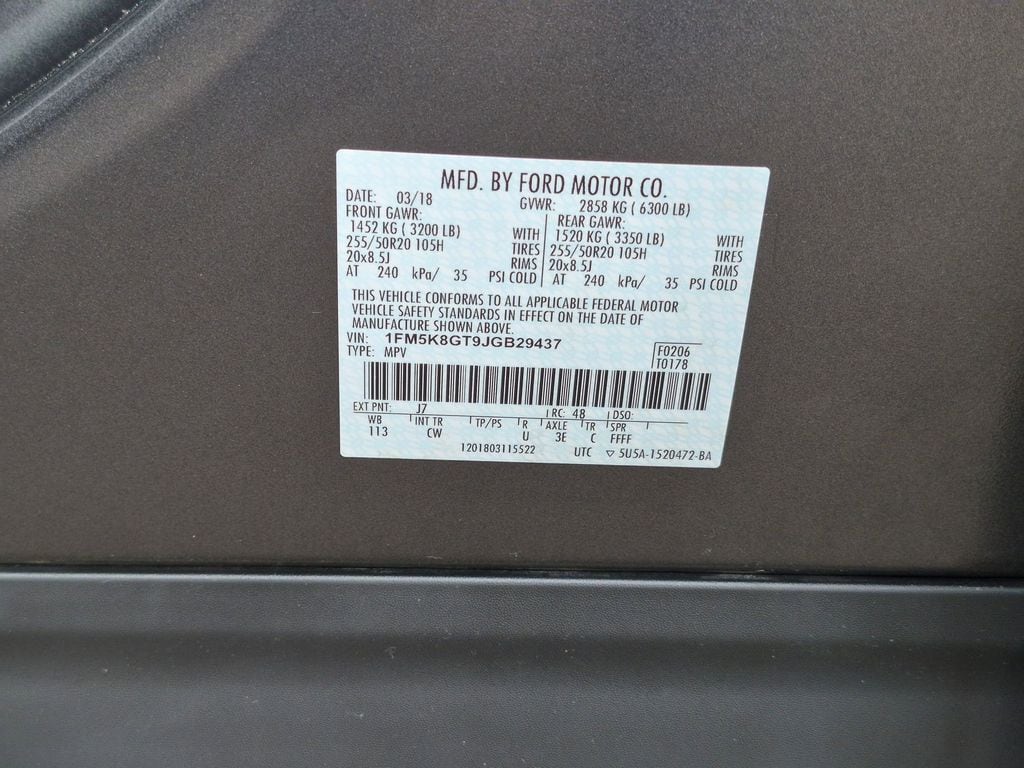 MFD. BY FORD MOTOR CO.
DATE: 03/18 GVWR: 2858 KG ( 6300 LB)
FRONT GAWR: REAR GAWR:
1452 KG ( 3200 LB) WITH 1520 KG ( 3350 LB) WITH
255/50R20 105H TIRES 255/50R20 105H TIRES
20x8.5J RIMS 20x8.5J RIMS
AT 240 kPa/ 35 PSI COLD AT 240 kPa/ 35 PSI COLD
THIS VEHICLE CONFORMS TO ALL APPLICABLE FEDERAL MOTOR
VEHICLE SAFETY STANDARDS IN EFFECT ON THE DATE OF
MANUFACTURE SHOWN ABOVE.
VIN: 1FM5K8GT9JGB29437 F0206
TYPE: MPV T0178
EXT PNT: J7 RC: 48 DSO:
WB INT TR TP/PS R AXLE TR SPR
113 CW U 3E C FFFF
1201803115522 UTC ▽ 5U5A-1520472-BA